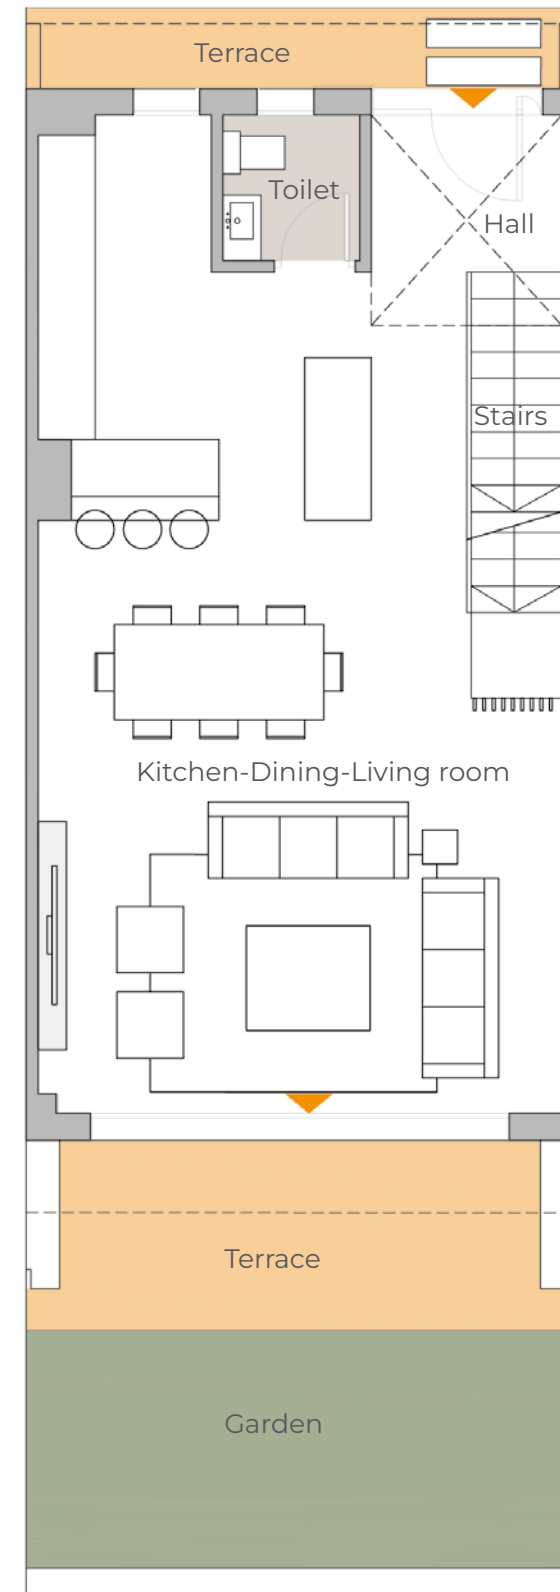 Terrace
Toilet
Hall
Stairs
Kitchen-Dining-Living room
Terrace
Garden